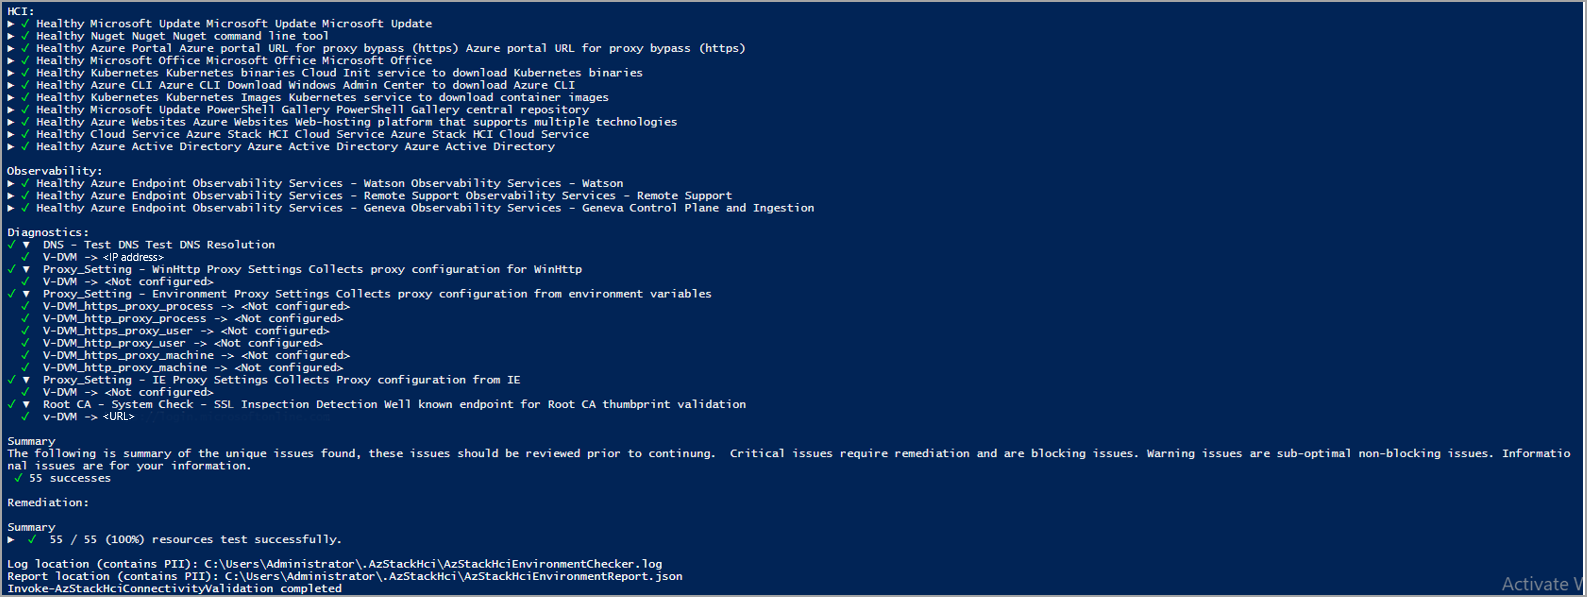 HCI:
▶ ✓ Healthy Microsoft Update Microsoft Update Microsoft Update
▶ ✓ Healthy Nuget Nuget Nuget command line tool
▶ ✓ Healthy Azure Portal Azure portal URL for proxy bypass (https) Azure portal URL for proxy bypass (https)
▶ ✓ Healthy Microsoft Office Microsoft Office Microsoft Office
▶ ✓ Healthy Kubernetes Kubernetes binaries Cloud Init service to download Kubernetes binaries
▶ ✓ Healthy Azure CLI Azure CLI Download Windows Admin Center to download Azure CLI
▶ ✓ Healthy Kubernetes Kubernetes Images Kubernetes service to download container images
▶ ✓ Healthy Microsoft Update PowerShell Gallery PowerShell Gallery central repository
▶ ✓ Healthy Azure Websites Azure Websites Web-hosting platform that supports multiple technologies
▶ ✓ Healthy Cloud Service Azure Stack HCI Cloud Service Azure Stack HCI Cloud Service
▶ ✓ Healthy Azure Active Directory Azure Active Directory Azure Active Directory
Observability:
▶ ✓ Healthy Azure Endpoint Observability Services - Watson Observability Services - Watson
▶ ✓ Healthy Azure Endpoint Observability Services - Remote Support Observability Services - Remote Support
▶ ✓ Healthy Azure Endpoint Observability Services - Geneva Observability Services - Geneva Control Plane and Ingestion
Diagnostics:
✓ ▼ DNS - Test DNS Test DNS Resolution
✓ V-DVM -> <IP address>
✓ ▼ Proxy_Setting - WinHttp Proxy Settings Collects proxy configuration for WinHttp
✓ V-DVM -> <Not configured>
✓ ▼ Proxy_Setting - Environment Proxy Settings Collects proxy configuration from environment variables
✓ V-DVM_https_proxy_process -> <Not configured>
✓ V-DVM_http_proxy_process -> <Not configured>
✓ V-DVM_https_proxy_user -> <Not configured>
✓ V-DVM_http_proxy_user -> <Not configured>
✓ V-DVM_https_proxy_machine -> <Not configured>
✓ V-DVM_http_proxy_machine -> <Not configured>
✓ ▼ Proxy_Setting - IE Proxy Settings Collects Proxy configuration from IE
✓ V-DVM -> <Not configured>
✓ ▼ Root CA - System Check - SSL Inspection Detection Well known endpoint for Root CA thumbprint validation
✓ v-DVM -> <URL>
Summary
The following is summary of the unique issues found, these issues should be reviewed prior to continung.  Critical issues require remediation and are blocking issues. Warning issues are sub-optimal non-blocking issues. Informatio
nal issues are for your information.
✓ 55 successes
Remediation:
Summary
▶ ✓ 55 / 55 (100%) resources test successfully.
Log location (contains PII): C:\Users\Administrator\.AzStackHci\AzStackHciEnvironmentChecker.log
Report location (contains PII): C:\Users\Administrator\.AzStackHci\AzStackHciEnvironmentReport.json
Invoke-AzStackHciConnectivityValidation completed
Activate